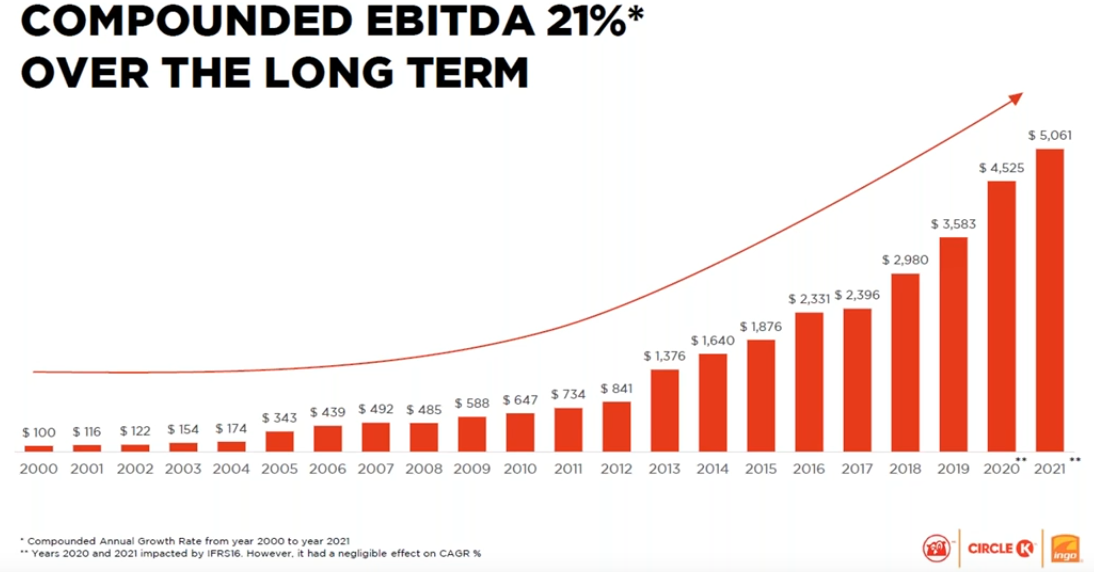 COMPOUNDED EBITDA 21%*
OVER THE LONG TERM
$ 100 $ 116 $ 122 $ 154 $ 174 $ 343 $ 439 $ 492 $ 485 $ 588 $ 647 $ 734 $ 841 $ 1,376 $ 1,640 $ 1,876 $ 2,331 $ 2,396 $ 2,980 $ 3,583 $ 4,525 $ 5,061
2000 2001 2002 2003 2004 2005 2006 2007 2008 2009 2010 2011 2012 2013 2014 2015 2016 2017 2018 2019 2020** 2021**
* Compounded Annual Growth Rate from year 2000 to year 2021
** Years 2020 and 2021 impacted by IFRS16. However, it had a negligible effect on CAGR %
CIRCLE K
ingo